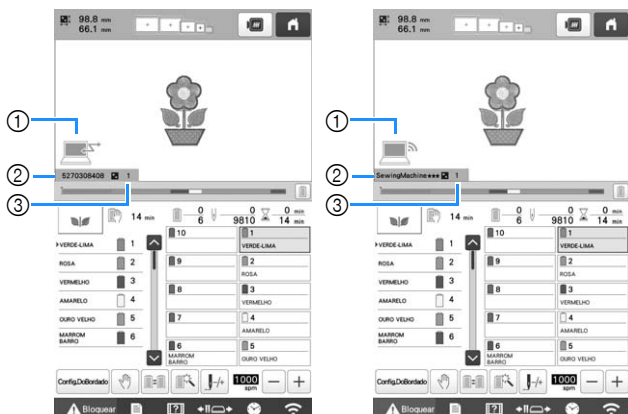 98.8 mm
66.1 mm
①
②
5270308408 1
③
14 min
0
6
0
9810
0 min
14 min
VERDE-LIMA 1
ROSA 2
VERMELHO 3
AMARELO 4
OURO VELHO 5
MARROM
BARRO 6
10
1
VERDE-LIMA
9
2
ROSA
8
3
VERMELHO
7
4
AMARELO
6
MARROM
BARRO
5
OURO VELHO
Config.DoBordado
1000
spm
Bloquear
98.8 mm
66.1 mm
①
②
SewingMachine*** 1
③
14 min
0
6
0
9810
0 min
14 min
VERDE-LIMA 1
ROSA 2
VERMELHO 3
AMARELO 4
OURO VELHO 5
MARROM
BARRO 6
10
1
VERDE-LIMA
9
2
ROSA
8
3
VERMELHO
7
4
AMARELO
6
MARROM
BARRO
5
OURO VELHO
Config.DoBordado
1000
spm
Bloquear